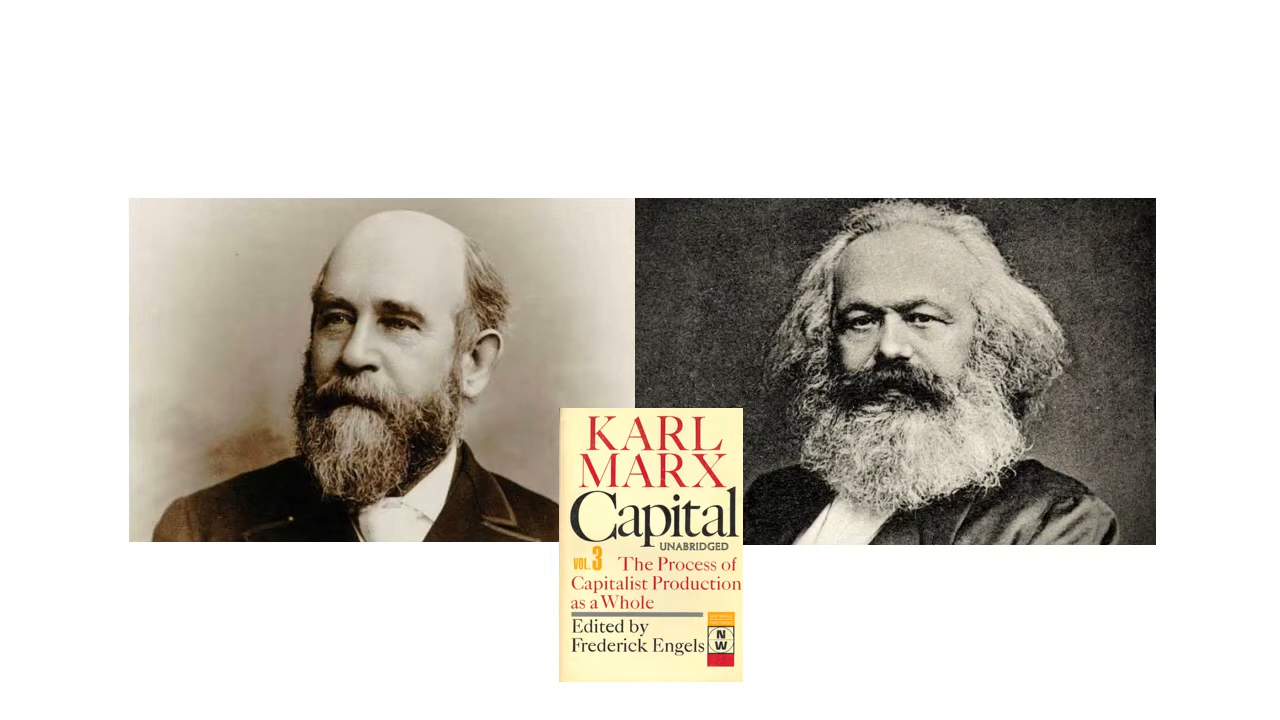 KARL
MARX
Capital
UNABRIDGED
VOL. 3 The Process of
Capitalist Production
as a Whole
Edited by
Frederick Engels
N
W